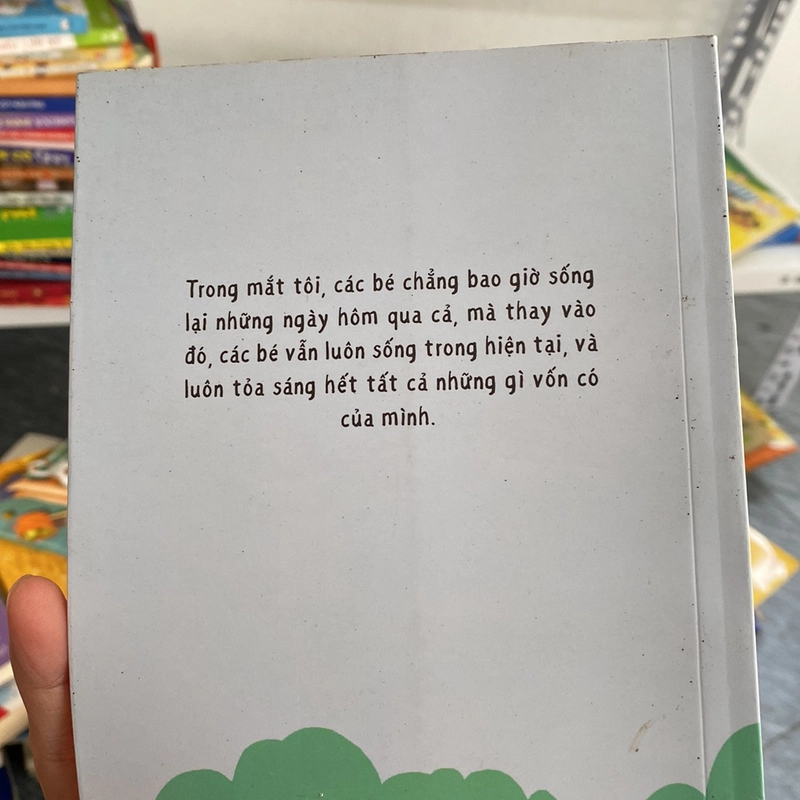 Trong mắt tôi, các bé chẳng bao giờ sống
lại những ngày hôm qua cả, mà thay vào
đó, các bé vẫn luôn sống trong hiện tại, và
luôn tỏa sáng hết tất cả những gì vốn có
của mình.